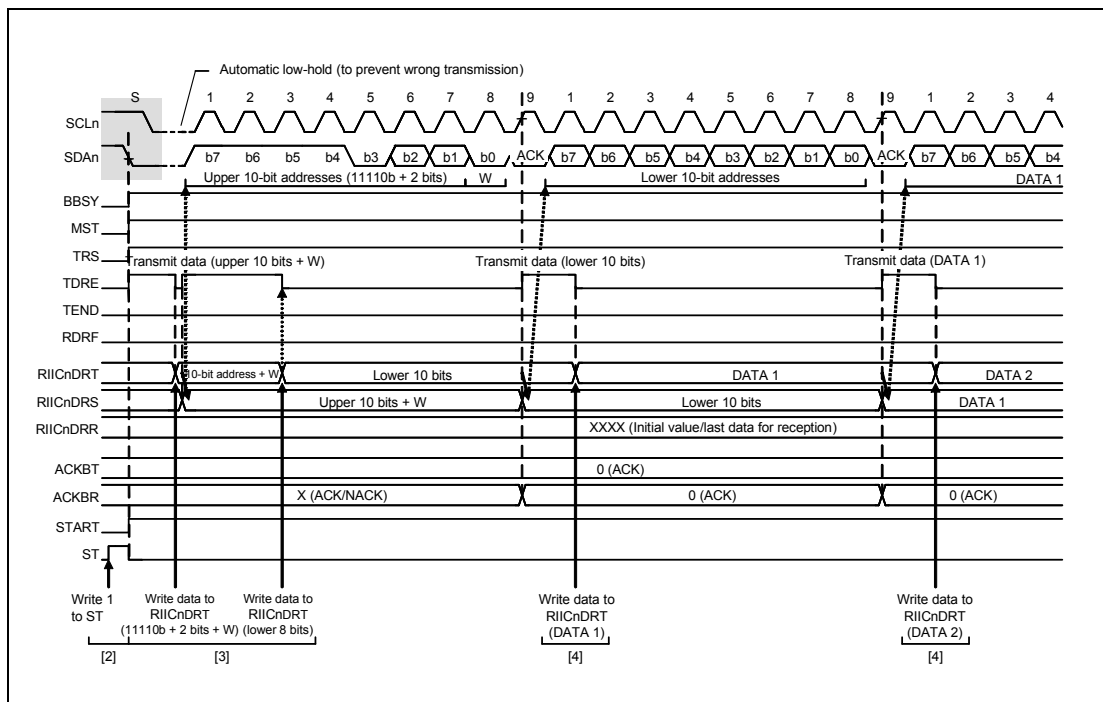 Automatic low-hold (to prevent wrong transmission)
S 1 2 3 4 5 6 7 8 9 1 2 3 4 5 6 7 8 9 1 2 3 4
SCLn
SDAn b7 b6 b5 b4 b3 b2 b1 b0 ACK b7 b6 b5 b4 b3 b2 b1 b0 ACK b7 b6 b5 b4
Upper 10-bit addresses (11110b + 2 bits) W Lower 10-bit addresses DATA 1
BBSY
MST
TRS
Transmit data (upper 10 bits + W) Transmit data (lower 10 bits) Transmit data (DATA 1)
TDRE
TEND
RDRF
RIICnDRT 10-bit address + W Lower 10 bits DATA 1 DATA 2
RIICnDRS Upper 10 bits + W Lower 10 bits DATA 1
RIICnDRR XXXX (Initial value/last data for reception)
ACKBT 0 (ACK)
ACKBR X (ACK/NACK) 0 (ACK) 0 (ACK)
START
ST
Write 1 Write data to Write data to Write data to Write data to
to ST RIICnDRT RIICnDRT RIICnDRT RIICnDRT
(11110b + 2 bits + W) (lower 8 bits) (DATA 1) (DATA 2)
[2] [3] [4] [4]